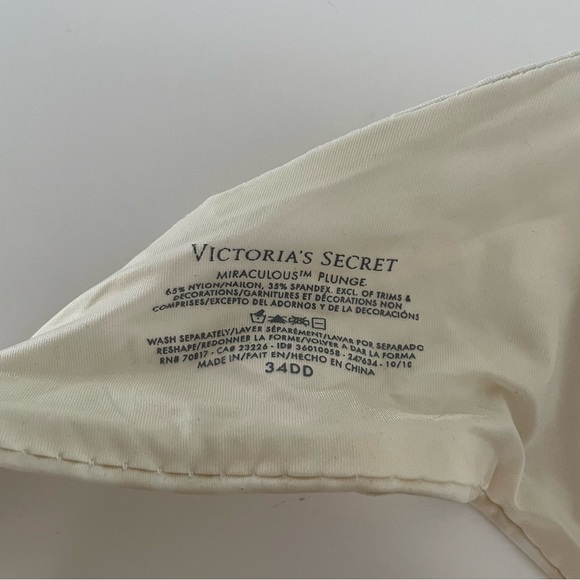 VICTORIA'S SECRET
MIRACULOUS™ PLUNGE
65% NYLON/NAILON, 35% SPANDEX. EXCL. OF TRIMS &
DECORATIONS/GARNITURES ET DÉCORATIONS NON
COMPRISES/EXCEPTO DEL ADORNOS Y DE LA DECORACIÓNS
WASH SEPARATELY/LAVER SÉPARÉMENT/LAVAR POR SEPARADO
RESHAPE/REDONNER LA FORME/VOLVER A DAR LA FORMA
RN# 70817 - CA# 23226 - ID# 36010058 - 247634 - 10/10
MADE IN/FAIT EN/HECHO EN CHINA
34DD